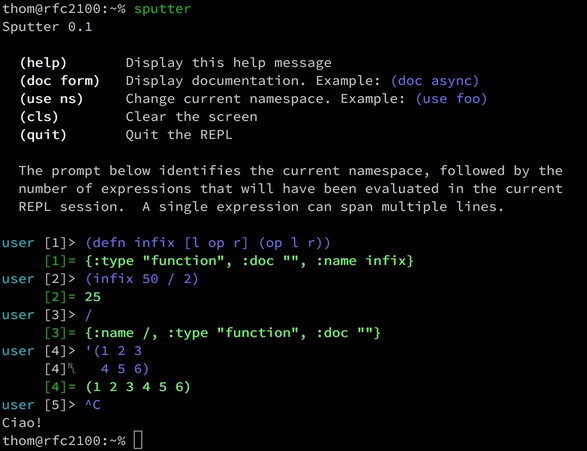 thom@rfc2100:~% sputter
Sputter 0.1
(help) Display this help message
(doc form) Display documentation. Example: (doc async)
(use ns) Change current namespace. Example: (use foo)
(cls) Clear the screen
(quit) Quit the REPL
The prompt below identifies the current namespace, followed by the
number of expressions that will have been evaluated in the current
REPL session. A single expression can span multiple lines.
user [1]> (defn infix [l op r] (op l r))
[1]= {:type "function", :doc "", :name infix}
user [2]> (infix 50 / 2)
[2]= 25
user [3]> /
[3]= {:name /, :type "function", :doc ""}
user [4]> '(1 2 3
[4]␤ 4 5 6)
[4]= (1 2 3 4 5 6)
user [5]> ^C
Ciao!
thom@rfc2100:~%